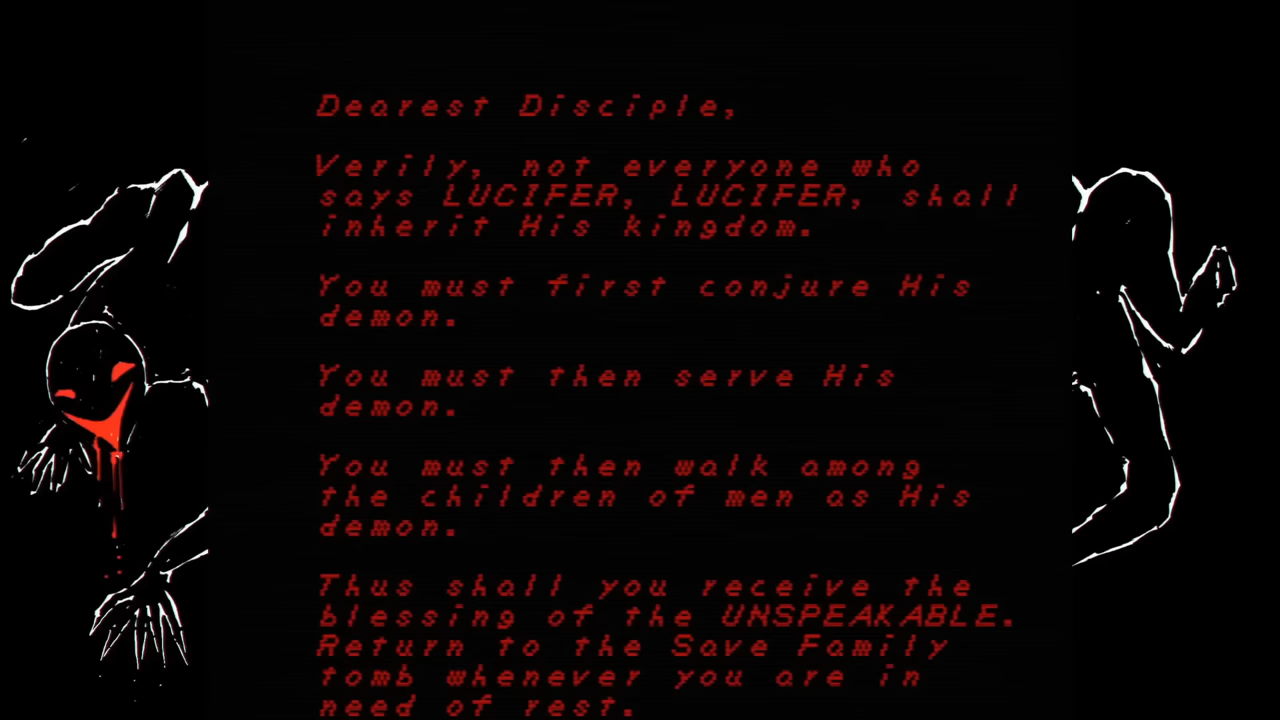 Dearest Disciple,
Verily, not everyone who
says LUCIFER, LUCIFER, shall
inherit His kingdom.
You must first conjure His
demon.
You must then serve His
demon.
You must then walk among
the children of men as His
demon.
Thus shall you receive the
blessing of the UNSPEAKABLE.
Return to the Save Family
tomb whenever you are in
need of rest.